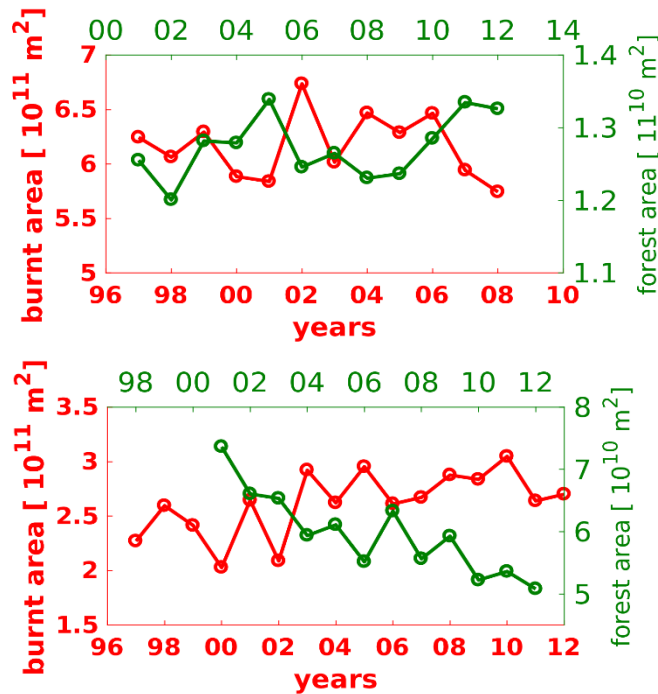 00 02 04 06 08 10 12 14
7
6.5
6
5.5
5
burnt area [ 10^11 m^2]
1.4
1.3
1.2
1.1
forest area [ 11^10 m^2]
96 98 00 02 04 06 08 10
years
98 00 02 04 06 08 10 12
3.5
3
2.5
2
1.5
burnt area [ 10^11 m^2]
8
7
6
5
forest area [ 10^10 m^2]
96 98 00 02 04 06 08 10 12
years